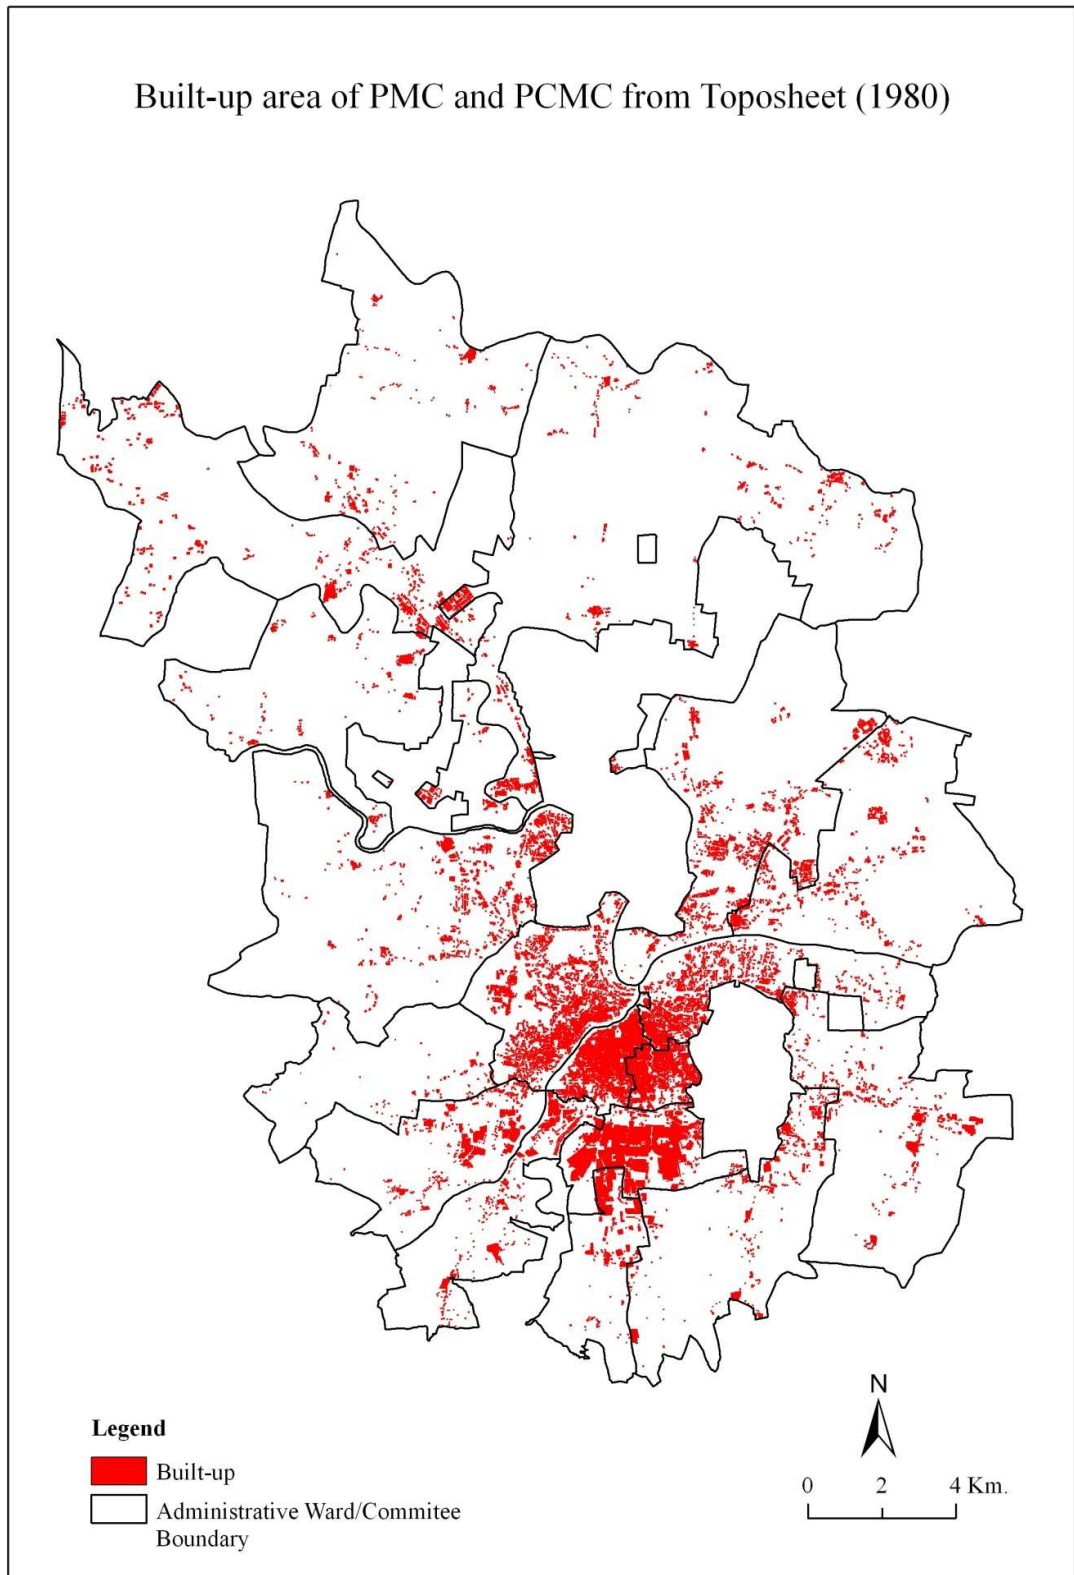 Built-up area of PMC and PCMC from Toposheet (1980)
N
Legend
Built-up
Administrative Ward/Commitee
Boundary
0 2 4 Km.